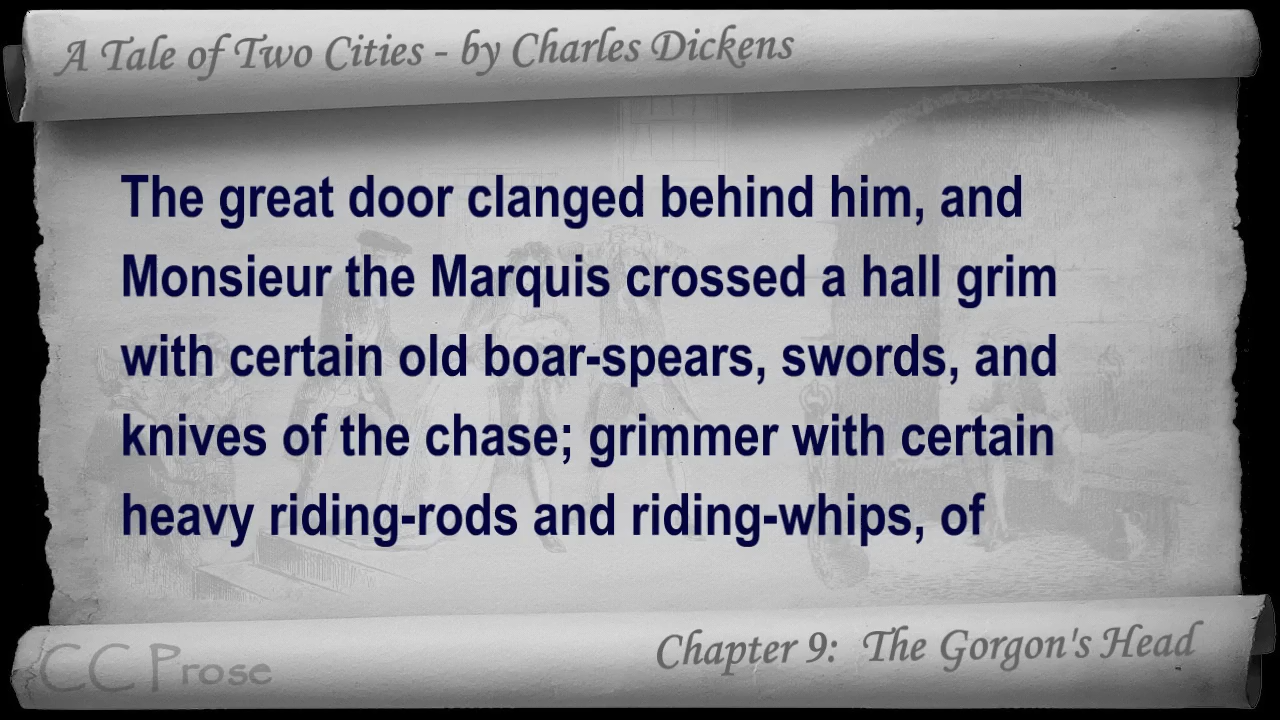 A Tale of Two Cities - by Charles Dickens
The great door clanged behind him, and
Monsieur the Marquis crossed a hall grim
with certain old boar-spears, swords, and
knives of the chase; grimmer with certain
heavy riding-rods and riding-whips, of
Chapter 9: The Gorgon's Head
CC Prose